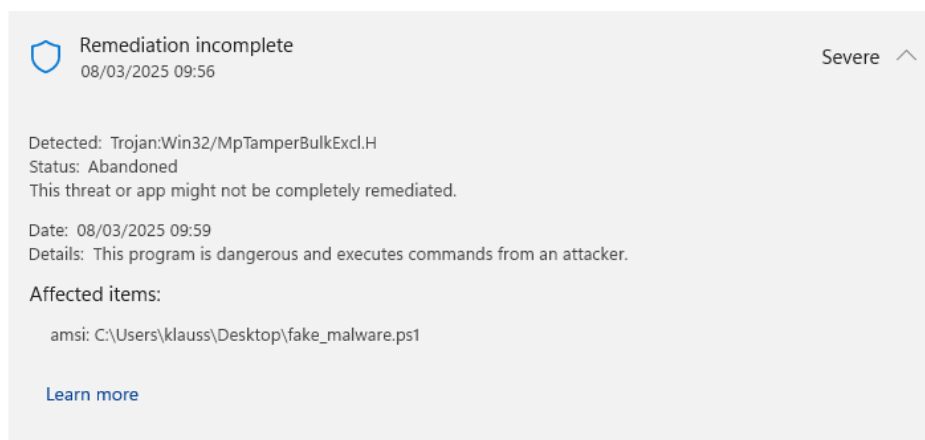 Remediation incomplete
08/03/2025 09:56
Severe
Detected: Trojan:Win32/MpTamperBulkExcl.H
Status: Abandoned
This threat or app might not be completely remediated.
Date: 08/03/2025 09:59
Details: This program is dangerous and executes commands from an attacker.
Affected items:
amsi: C:\Users\klauss\Desktop\fake_malware.ps1
Learn more